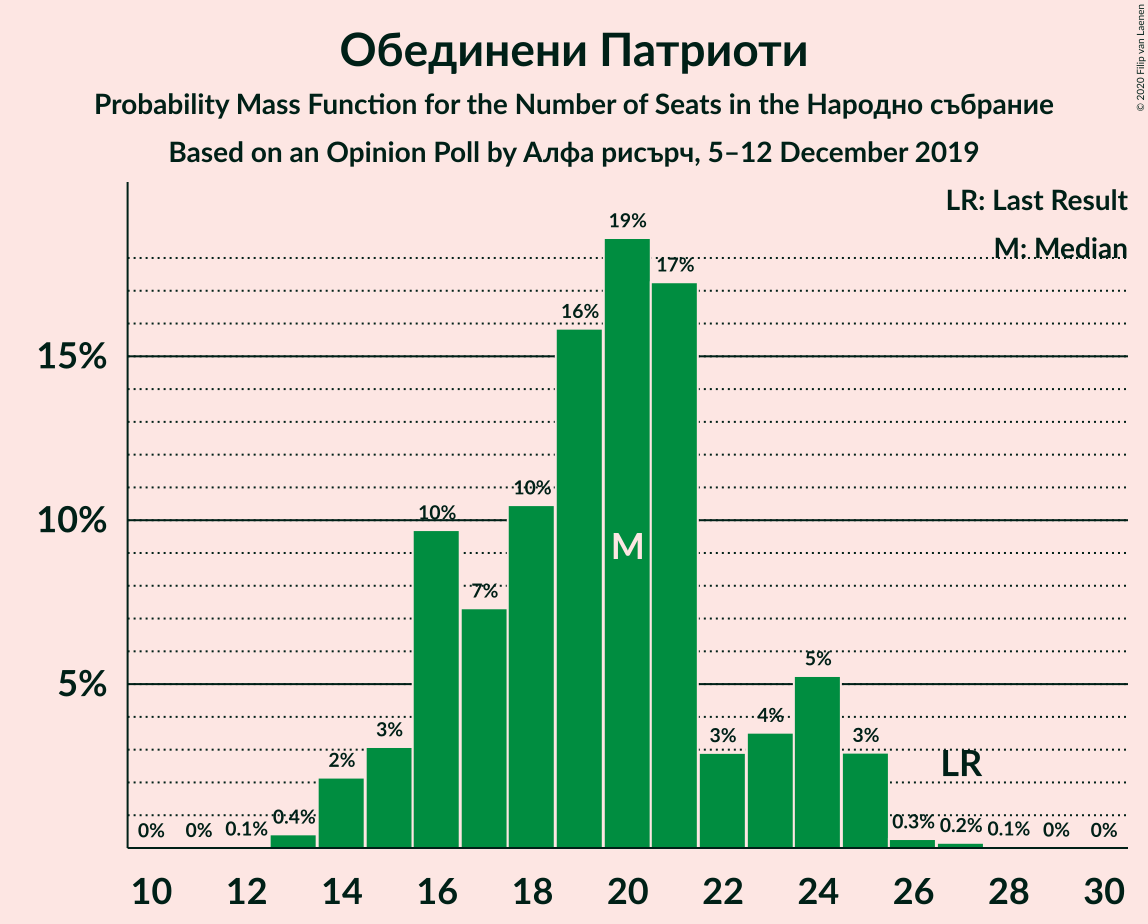 Обединени Патриоти
Probability Mass Function for the Number of Seats in the Народно събрание
Based on an Opinion Poll by Алфа рисърч, 5–12 December 2019
© 2020 Filip van Laenen
LR: Last Result
M: Median
15%
10%
5%
0% 0% 0.1% 0.4% 2% 3% 10% 7% 10% 16% 19% 17% 3% 4% 5% 3% 0.3% 0.2% 0.1% 0% 0%
M
LR
10 12 14 16 18 20 22 24 26 28 30